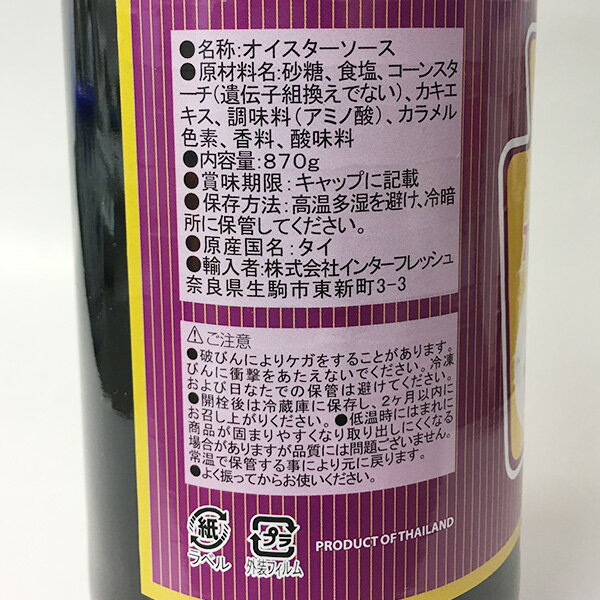 ●名称:オイスターソース
●原材料名:砂糖、食塩、コーンスタ
ーチ(遺伝子組換えでない)、カキエ
キス、調味料(アミノ酸)、カラメル
色素、香料、酸味料
●内容量:870g
●賞味期限:キャップに記載
●保存方法:高温多湿を避け、冷暗
所に保管してください。
●原産国名:タイ
●輸入者:株式会社インターフレッシュ
奈良県生駒市東新町3-3
ご注意
●破びんによりケガをすることがあります。
びんに衝撃をあたえないでください。冷凍
および日なたでの保管は避けてください。
●開栓後は冷蔵庫に保存し、2ヶ月以内に
お召し上がりください。●低温時にはまれに
商品が固まりやすくなり取り出しにくくなる
場合がありますが品質には問題ございません。
常温で保管する事により元に戻ります。
●よく振ってからお使いください。
紙
ラベル
プラ
外装フィルム
PRODUCT OF THAILAND